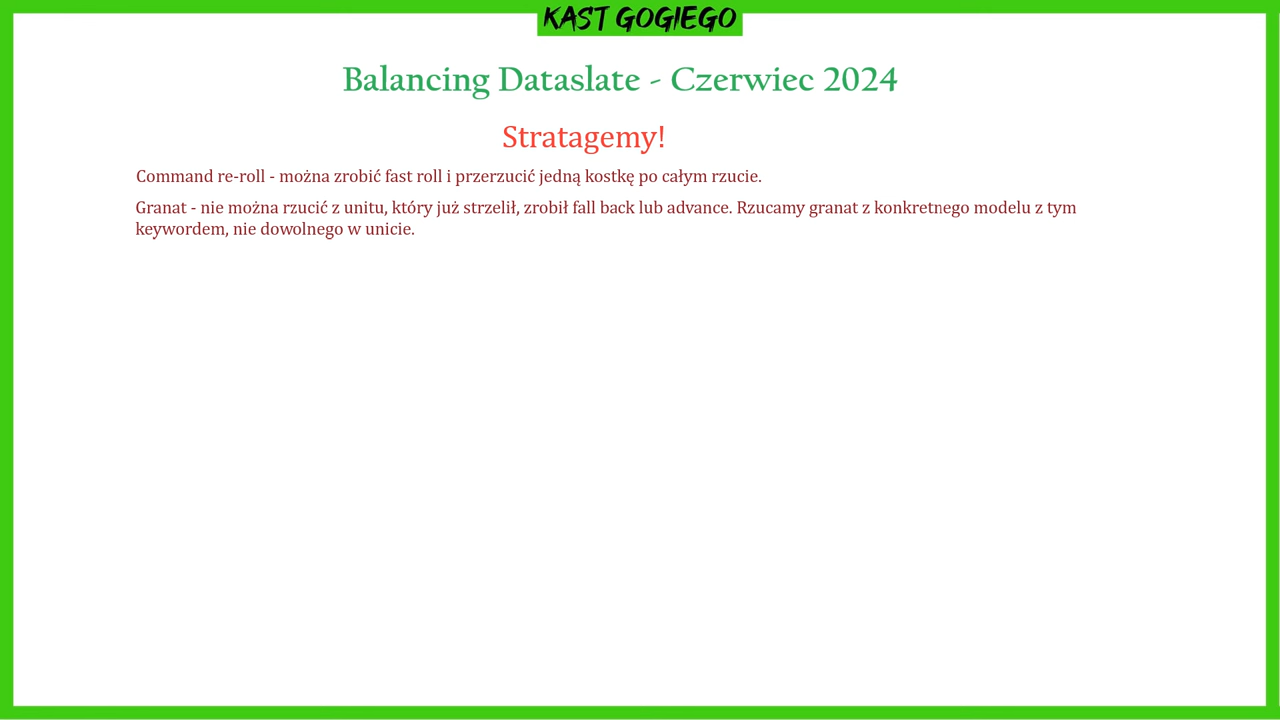 KAST GOGIEGO
Balancing Dataslate - Czerwiec 2024
Stratagemy!
Command re-roll - można zrobić fast roll i przerzucić jedną kostkę po całym rzucie.
Granat - nie można rzucić z unitu, który już strzelił, zrobił fall back lub advance. Rzucamy granat z konkretnego modelu z tym
keywordem, nie dowolnego w unicie.